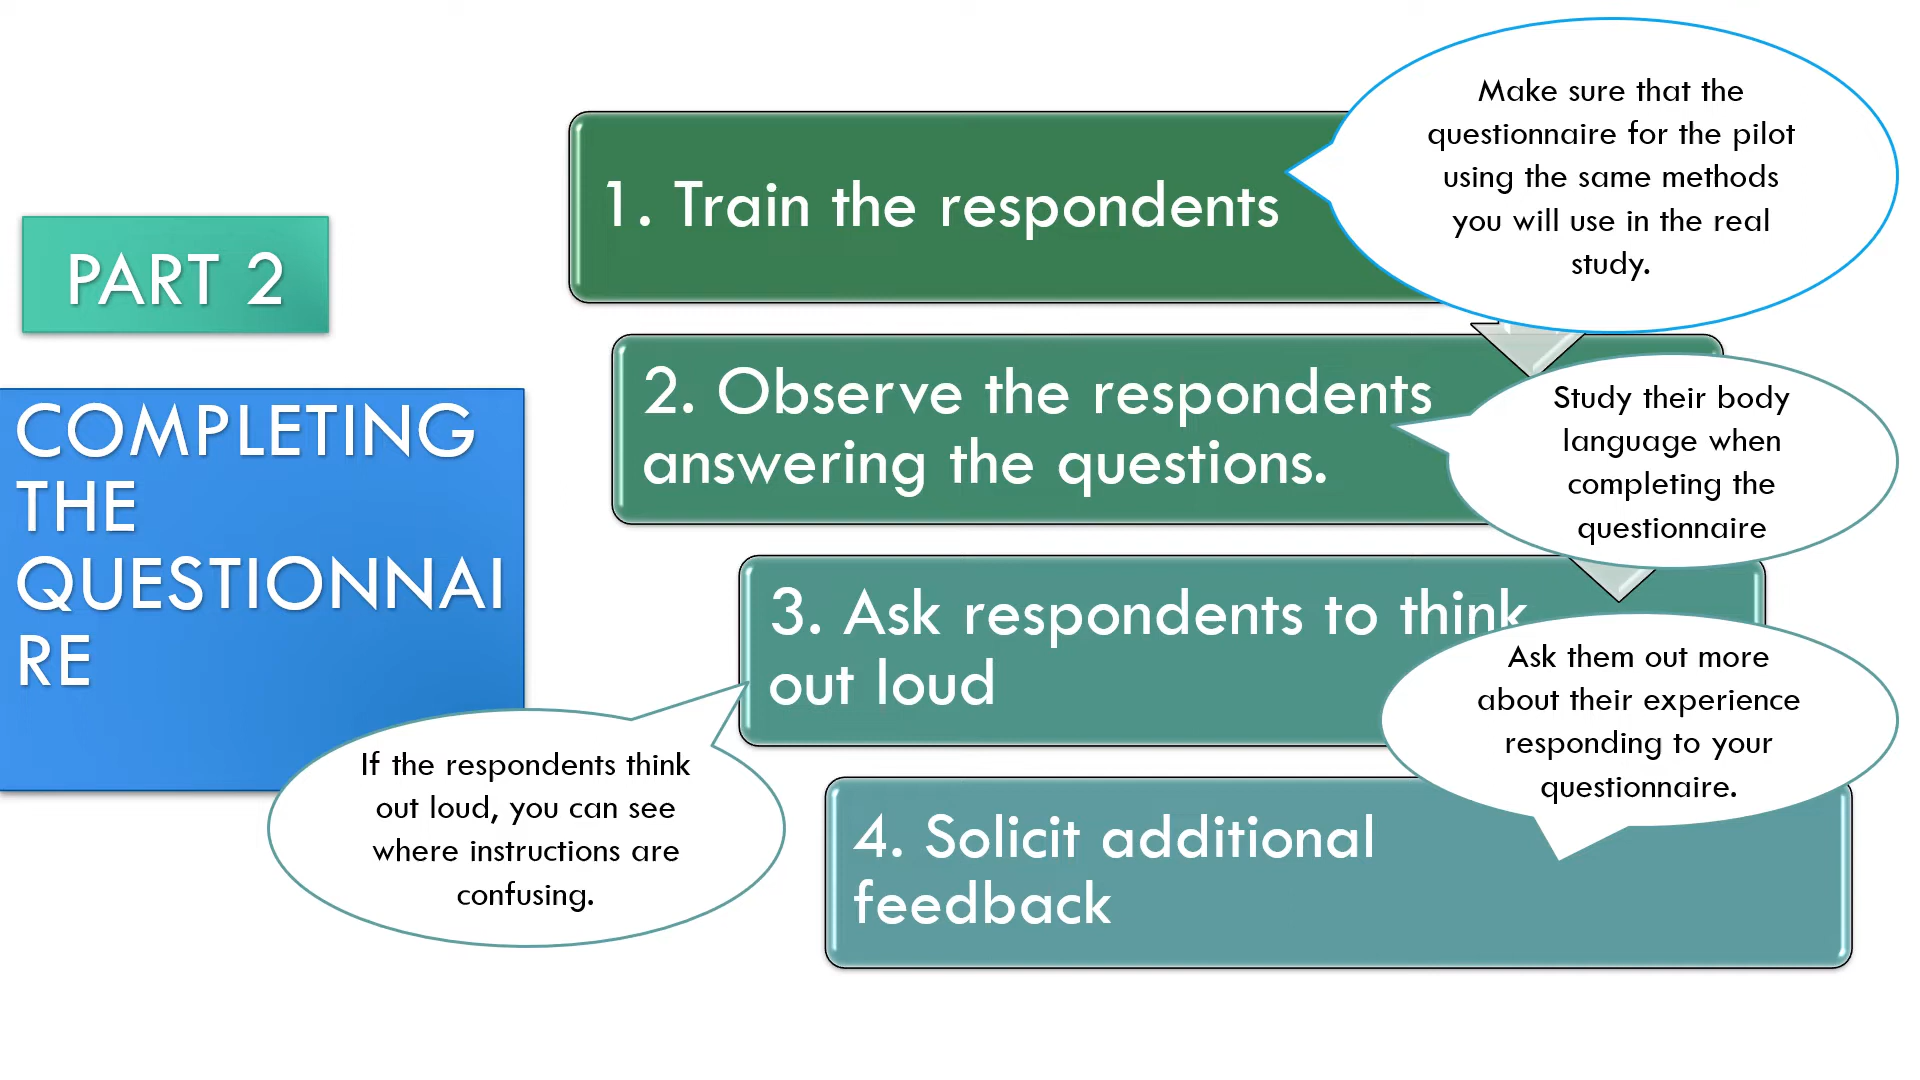 PART 2
COMPLETING
THE
QUESTIONNAI
RE
1. Train the respondents
Make sure that the
questionnaire for the pilot
using the same methods
you will use in the real
study.
2. Observe the respondents
answering the questions.
Study their body
language when
completing the
questionnaire
3. Ask respondents to think
out loud
If the respondents think
out loud, you can see
where instructions are
confusing.
Ask them out more
about their experience
responding to your
questionnaire.
4. Solicit additional
feedback